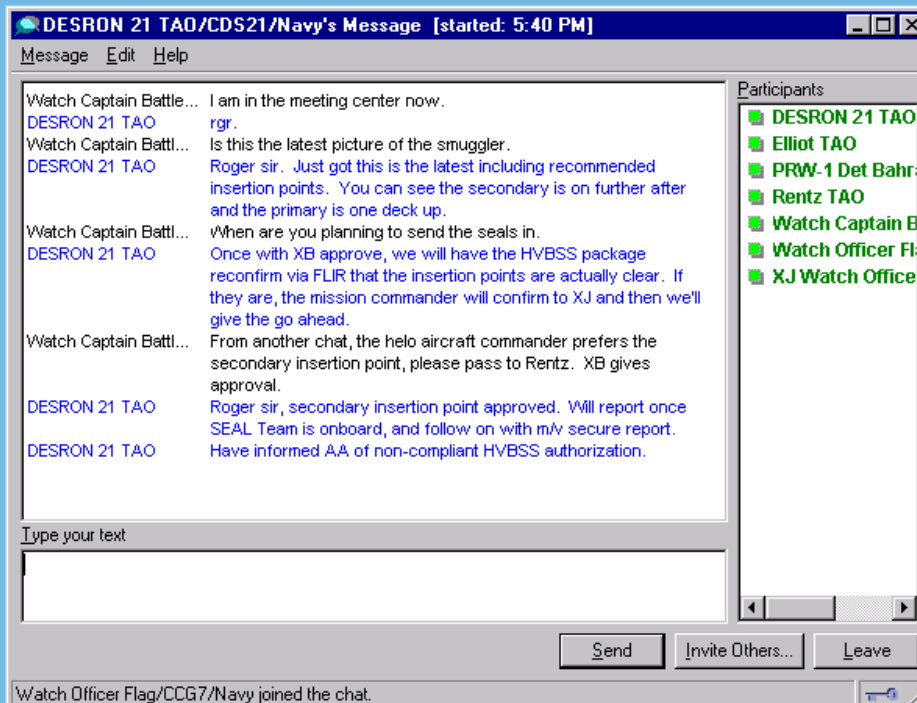 DESRON 21 TAO/CDS21/Navy's Message [started: 5:40 PM]
Message Edit Help
Watch Captain Battle... I am in the meeting center now.
DESRON 21 TAO rgr.
Watch Captain Battl... Is this the latest picture of the smuggler.
DESRON 21 TAO Roger sir. Just got this is the latest including recommended
insertion points. You can see the secondary is on further after
and the primary is one deck up.
Watch Captain Battl... When are you planning to send the seals in.
DESRON 21 TAO Once with XB approve, we will have the HVBSS package
reconfirm via FLIR that the insertion points are actually clear. If
they are, the mission commander will confirm to XJ and then we'll
give the go ahead.
Watch Captain Battl... From another chat, the helo aircraft commander prefers the
secondary insertion point, please pass to Rentz. XB gives
approval.
DESRON 21 TAO Roger sir, secondary insertion point approved. Will report once
SEAL Team is onboard, and follow on with m/v secure report.
DESRON 21 TAO Have informed AA of non-compliant HVBSS authorization.
Participants
DESRON 21 TAO
Elliot TAO
PRW-1 Det Bahr
Rentz TAO
Watch Captain B
Watch Officer Fl
XJ Watch Office
Type your text
Send Invite Others... Leave
Watch Officer Flag/CCG7/Navy joined the chat.